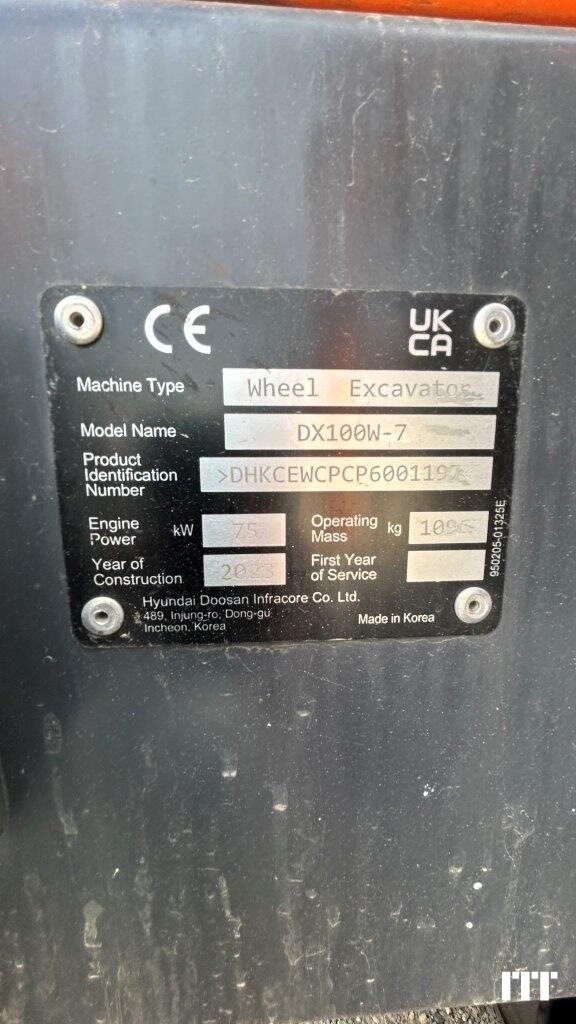 CE
UK
CA
Machine Type Wheel Excavator
Model Name DX100W-7
Product
Identification
Number >DHKCEWCPCP6001197<
Engine
Power kW 75
Operating
Mass kg
Year of
Construction 2023
First Year
of Service
Hyundai Doosan Infracore Co. Ltd.
489, Injung-ro, Dong-gu
Incheon, Korea
Made in Korea
950205-01325E